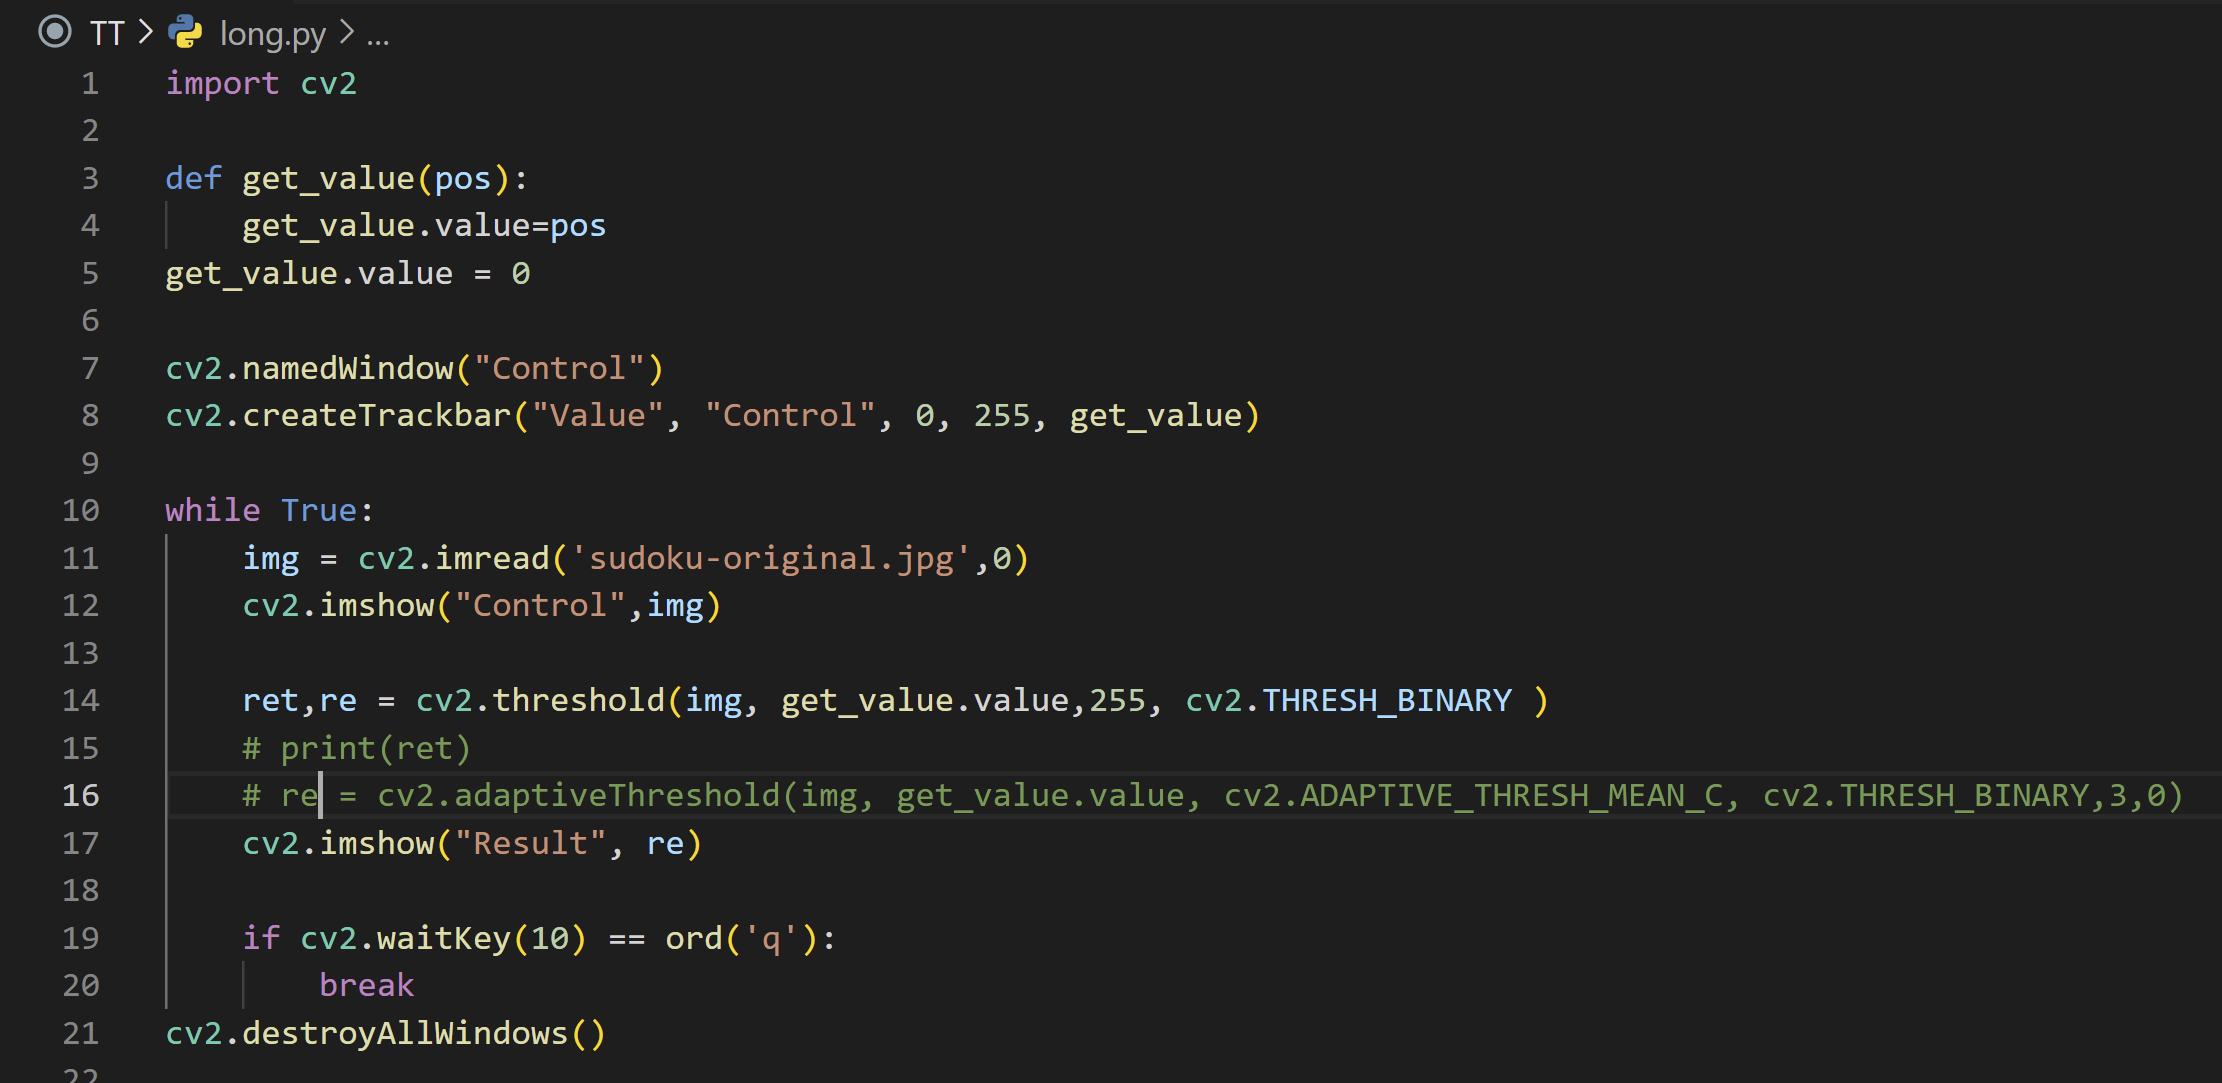 TT > long.py > ...
1 import cv2
2
3 def get_value(pos):
4     get_value.value=pos
5 get_value.value = 0
6
7 cv2.namedWindow("Control")
8 cv2.createTrackbar("Value", "Control", 0, 255, get_value)
9
10 while True:
11     img = cv2.imread('sudoku-original.jpg',0)
12     cv2.imshow("Control",img)
13
14     ret,re = cv2.threshold(img, get_value.value,255, cv2.THRESH_BINARY )
15     # print(ret)
16     # re = cv2.adaptiveThreshold(img, get_value.value, cv2.ADAPTIVE_THRESH_MEAN_C, cv2.THRESH_BINARY,3,0)
17     cv2.imshow("Result", re)
18
19     if cv2.waitKey(10) == ord('q'):
20         break
21 cv2.destroyAllWindows()
22